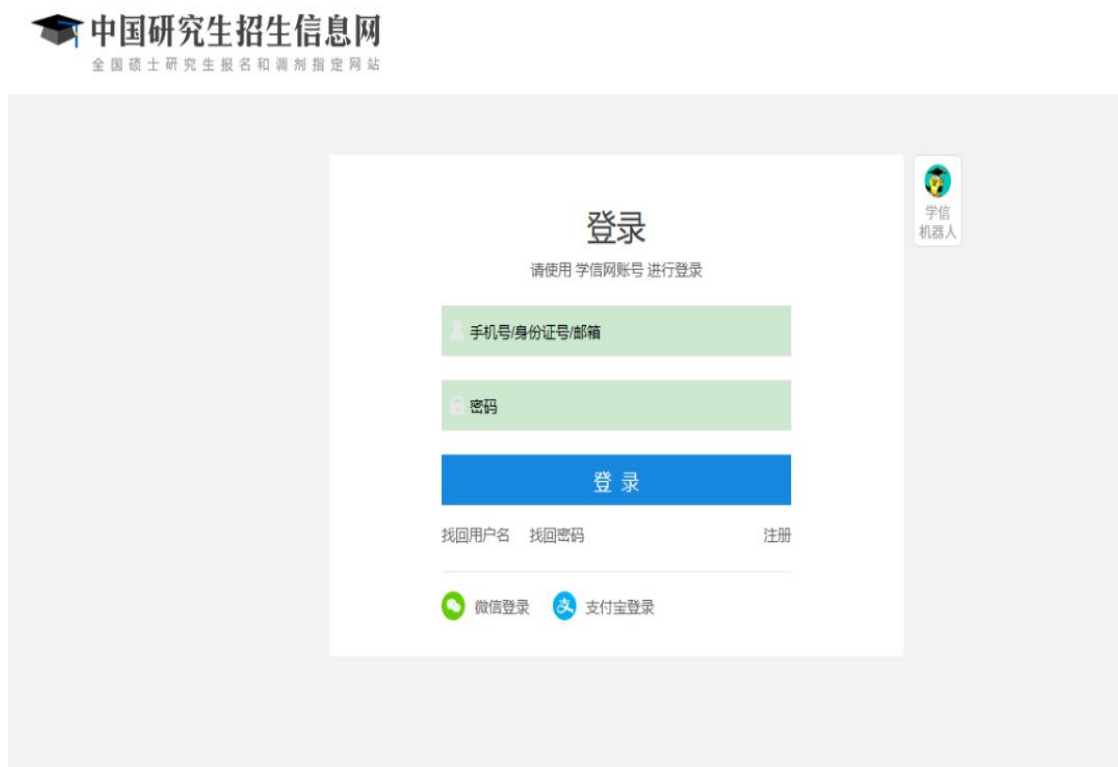 中国研究生招生信息网
全国硕士研究生报名和调剂指定网站
学信
机器人
登录
请使用 学信网账号 进行登录
手机号/身份证号/邮箱
密码
登 录
找回用户名 找回密码 注册
微信登录 支 支付宝登录